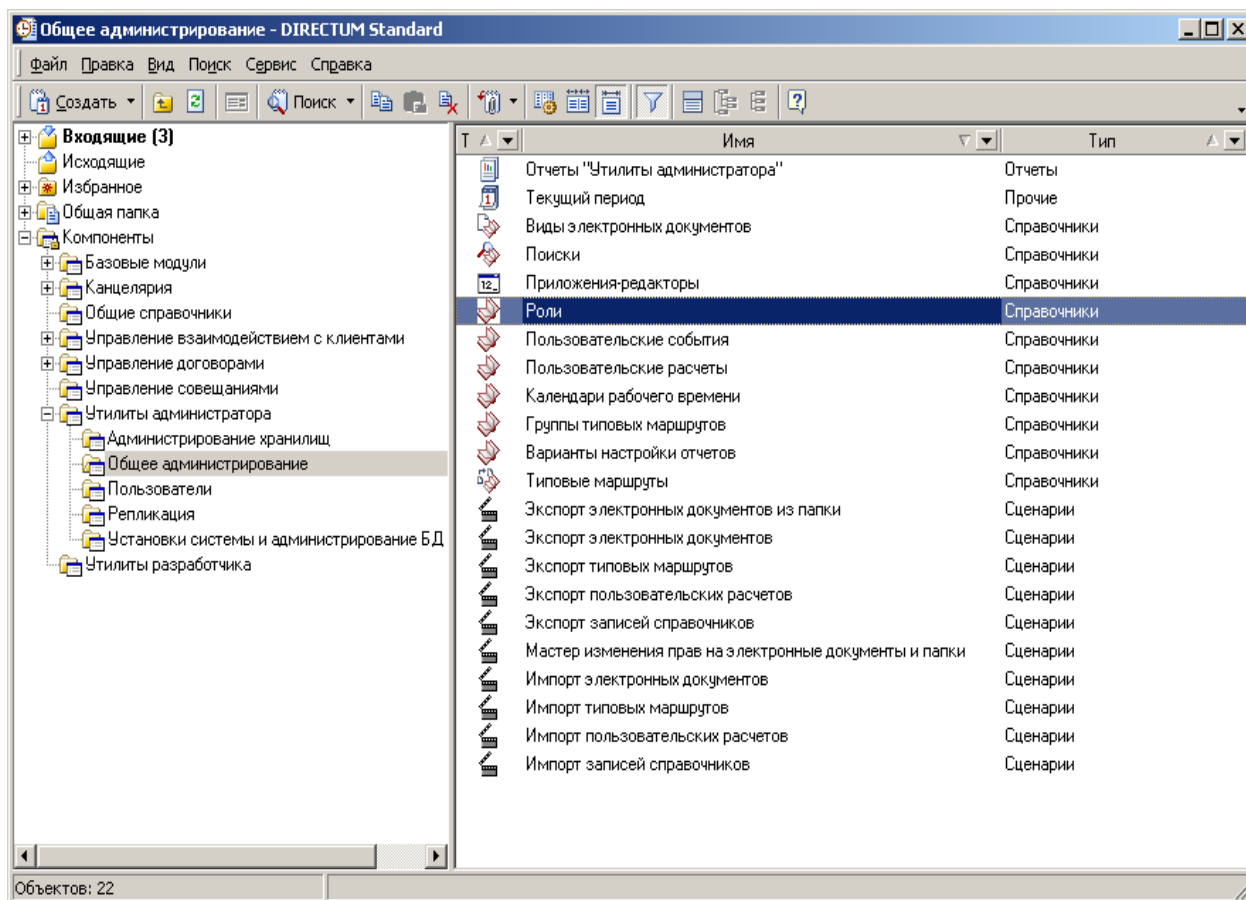 Общее администрирование - DIRECTUM Standard
Файл Правка Вид Поиск Сервис Справка
Создать Поиск
Входящие (3)
Исходящие
Избранное
Общая папка
Компоненты
Базовые модули
Канцелярия
Общие справочники
Управление взаимодействием с клиентами
Управление договорами
Управление совещаниями
Утилиты администратора
Администрирование хранилищ
Общее администрирование
Пользователи
Репликация
Установки системы и администрирование БД
Утилиты разработчика
Т Имя Тип
Отчеты "Утилиты администратора" Отчеты
Текущий период Прочие
Виды электронных документов Справочники
Поиски Справочники
Приложения-редакторы Справочники
Роли Справочники
Пользовательские события Справочники
Пользовательские расчеты Справочники
Календари рабочего времени Справочники
Группы типовых маршрутов Справочники
Варианты настройки отчетов Справочники
Типовые маршруты Справочники
Экспорт электронных документов из папки Сценарии
Экспорт электронных документов Сценарии
Экспорт типовых маршрутов Сценарии
Экспорт пользовательских расчетов Сценарии
Экспорт записей справочников Сценарии
Мастер изменения прав на электронные документы и папки Сценарии
Импорт электронных документов Сценарии
Импорт типовых маршрутов Сценарии
Импорт пользовательских расчетов Сценарии
Импорт записей справочников Сценарии
Объектов: 22